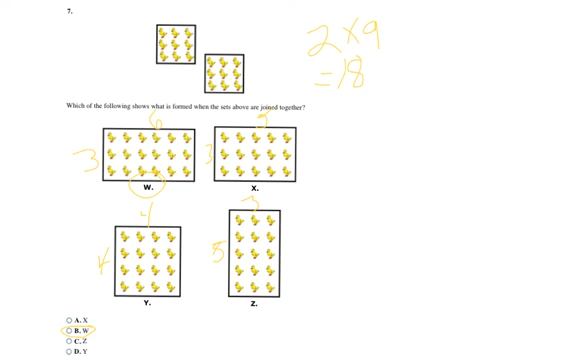 7.
2 × 9
= 18
Which of the following shows what is formed when the sets above are joined together?
6
5
3
3
W.
X.
4
3
4
5
Y.
Z.
A. X
B. W
C. Z
D. Y